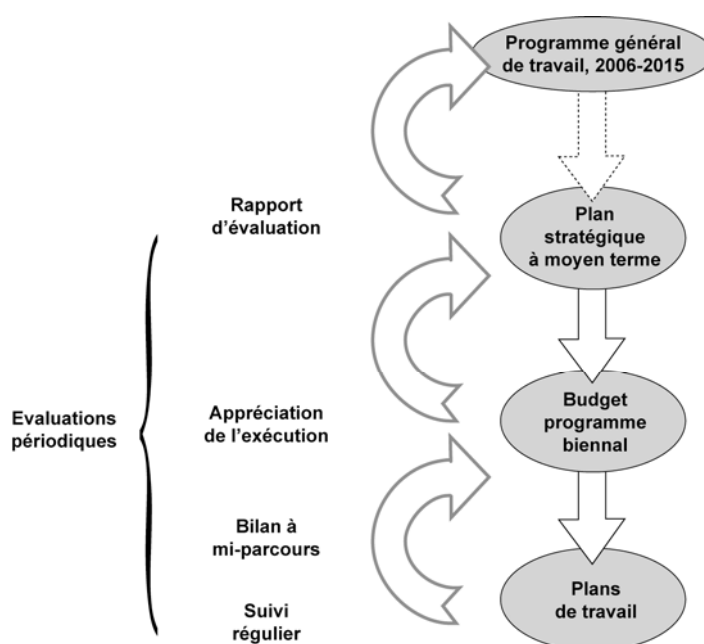 Programme général
de travail, 2006-2015
Rapport
d'évaluation
Plan
stratégique
à moyen terme
Evaluations
périodiques
Appréciation
de l'exécution
Budget
programme
biennal
Bilan à
mi-parcours
Suivi
régulier
Plans
de travail